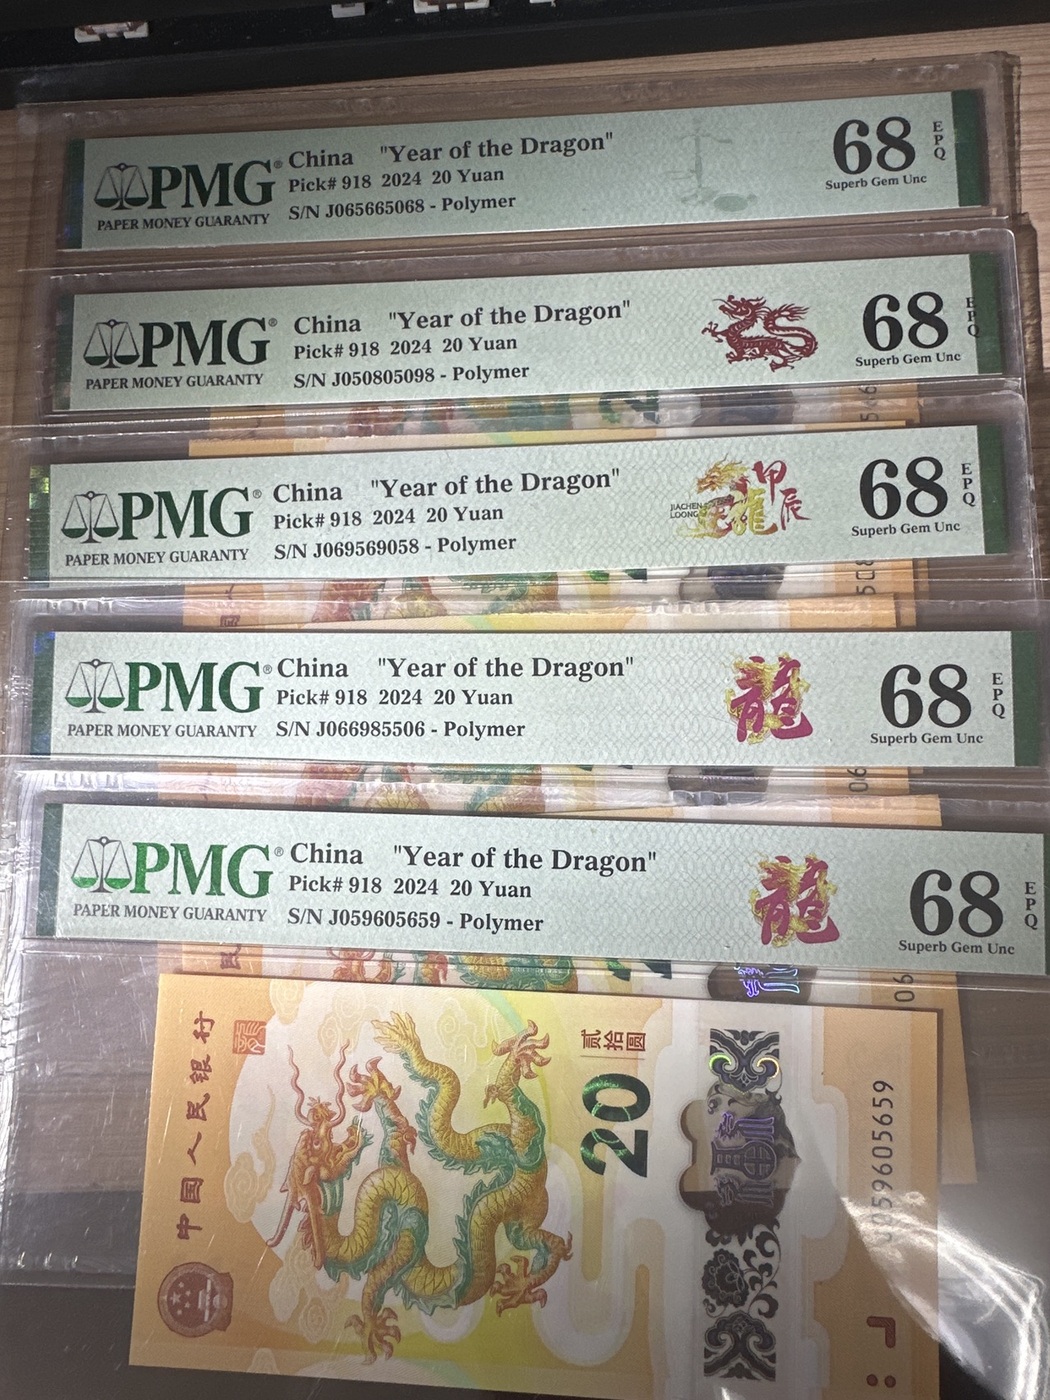 PMG®
PAPER MONEY GUARANTY
China "Year of the Dragon"
Pick# 918 2024 20 Yuan
S/N J065665068 - Polymer
68
EPQ
Superb Gem Unc
PMG®
PAPER MONEY GUARANTY
China "Year of the Dragon"
Pick# 918 2024 20 Yuan
S/N J050805098 - Polymer
68
EPQ
Superb Gem Unc
PMG®
PAPER MONEY GUARANTY
China "Year of the Dragon"
Pick# 918 2024 20 Yuan
S/N J069569058 - Polymer
JIACHEN
LOONG
甲辰
龍
68
EPQ
Superb Gem Unc
PMG®
PAPER MONEY GUARANTY
China "Year of the Dragon"
Pick# 918 2024 20 Yuan
S/N J066985506 - Polymer
龍
68
EPQ
Superb Gem Unc
PMG®
PAPER MONEY GUARANTY
China "Year of the Dragon"
Pick# 918 2024 20 Yuan
S/N J059605659 - Polymer
龍
68
EPQ
Superb Gem Unc
中国人民银行
贰拾圆
20
J059605659